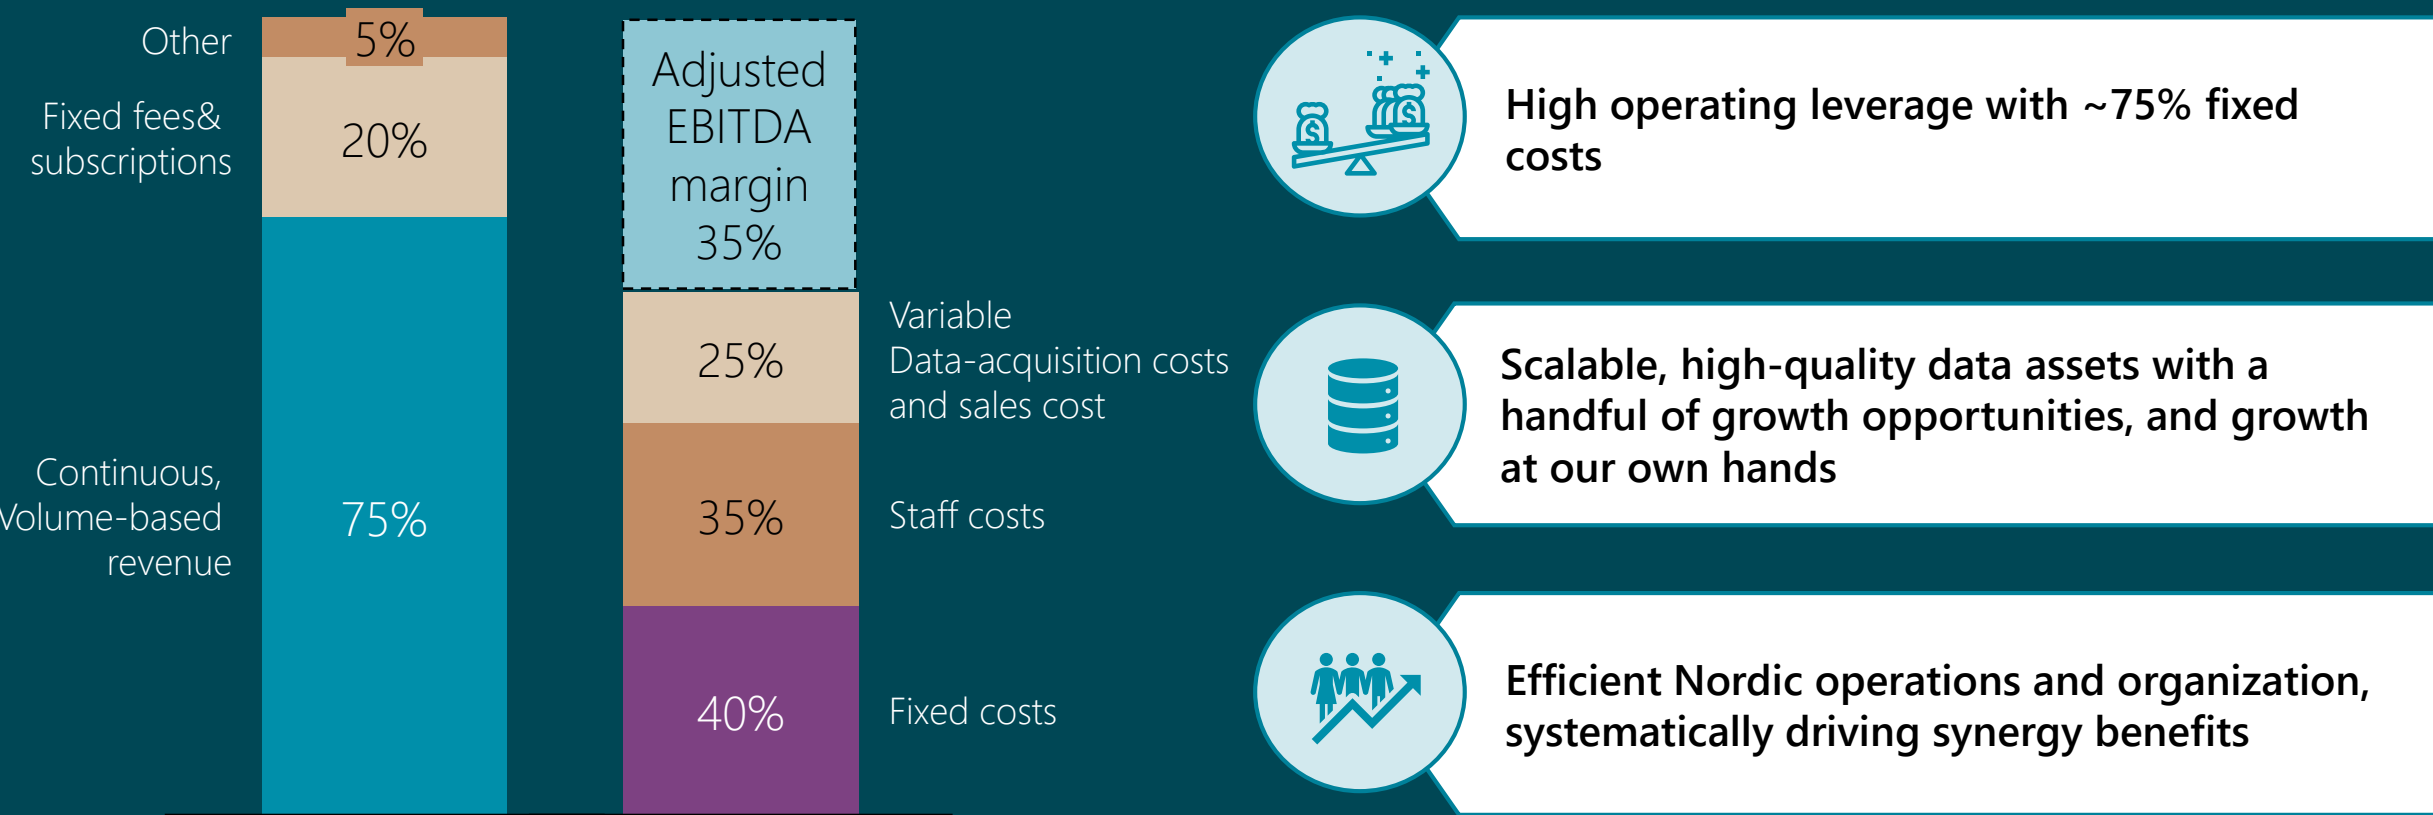 Other
5%
Fixed fees&
subscriptions
20%
Continuous,
Volume-based
revenue
75%
Adjusted
EBITDA
margin
35%
25%
Variable
Data-acquisition costs
and sales cost
35%
Staff costs
40%
Fixed costs
High operating leverage with ~75% fixed
costs
Scalable, high-quality data assets with a
handful of growth opportunities, and growth
at our own hands
Efficient Nordic operations and organization,
systematically driving synergy benefits